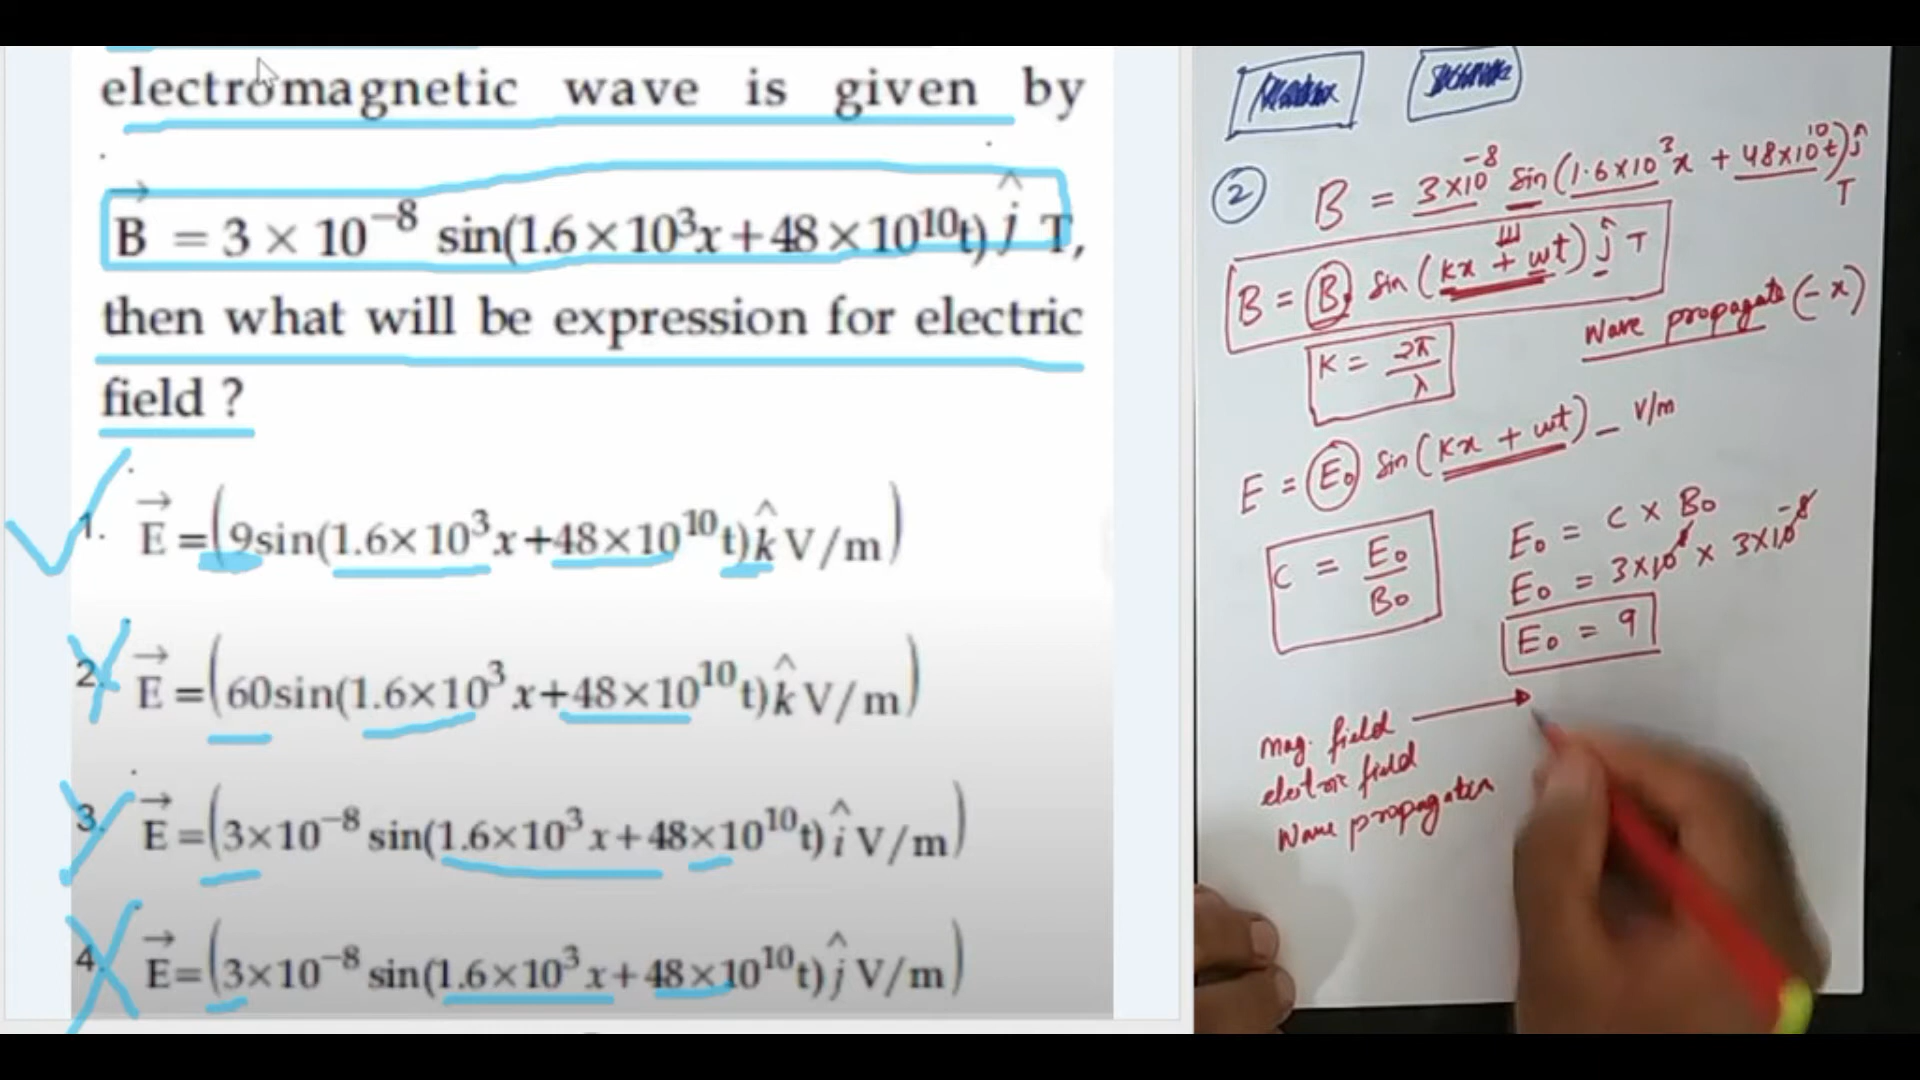 electromagnetic wave is given by
B⃗ = 3 × 10⁻⁸ sin(1.6×10³x+48×10¹⁰t) ĵ T,
then what will be expression for electric
field ?
1. E⃗ =(9sin(1.6×10³x+48×10¹⁰t)k̂ V/m)
2. E⃗ =(60sin(1.6×10³x+48×10¹⁰t)k̂ V/m)
3. E⃗ =(3×10⁻⁸ sin(1.6×10³x+48×10¹⁰t)î V/m)
4. E⃗=(3×10⁻⁸ sin(1.6×10³x+48×10¹⁰t)ĵ V/m)
② B = 3×10⁻⁸ sin(1.6×10³x + 48×10¹⁰t)ĵ
T
B = B₀ sin (kx + wt) ĵ T
Wave propagate (-x)
K = 2π/λ
E = E₀ sin(kx + wt) _ V/m
C = E₀/B₀
E₀ = C × B₀
E₀ = 3×10⁸ × 3×10⁻⁸
E₀ = 9
Mag. field
electric field
Wave propagation